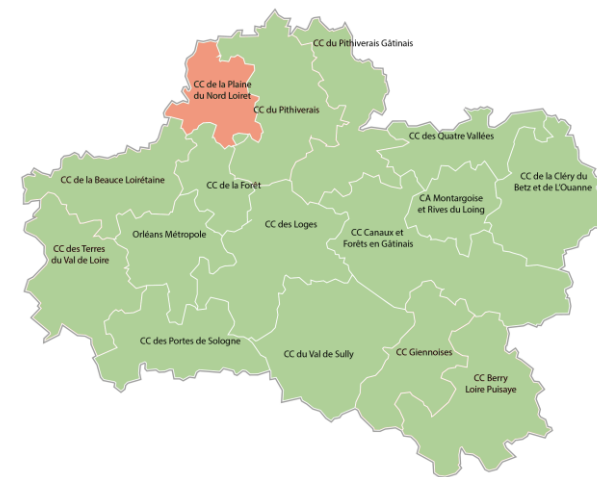 CC du Pithiverais Gâtinais
CC de la Plaine
du Nord Loiret
CC du Pithiverais
CC des Quatre Vallées
CC de la Beauce Loirétaine
CC de la Forêt
CC de la Cléry du
Betz et de L'Ouanne
CA Montargoise
et Rives du Loing
CC des Loges
CC Canaux et
Forêts en Gâtinais
Orléans Métropole
CC des Terres
du Val de Loire
CC des Portes de Sologne
CC du Val de Sully
CC Giennoises
CC Berry
Loire Puisaye